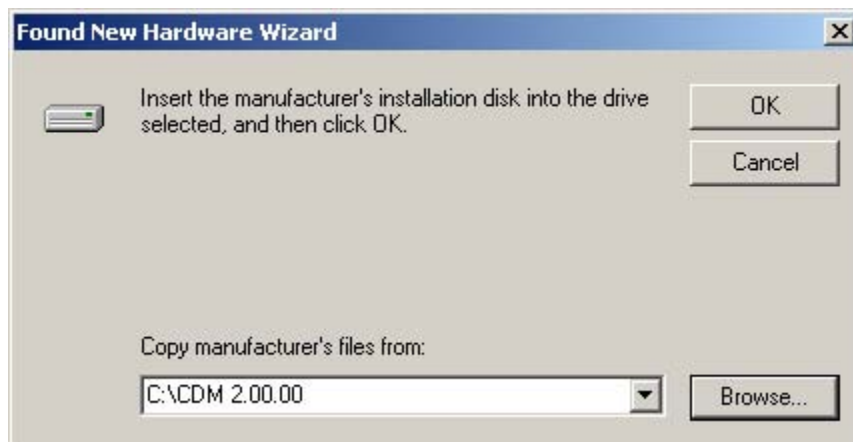 Found New Hardware Wizard
Insert the manufacturer's installation disk into the drive
selected, and then click OK.
OK
Cancel
Copy manufacturer's files from:
C:\CDM 2.00.00
Browse...